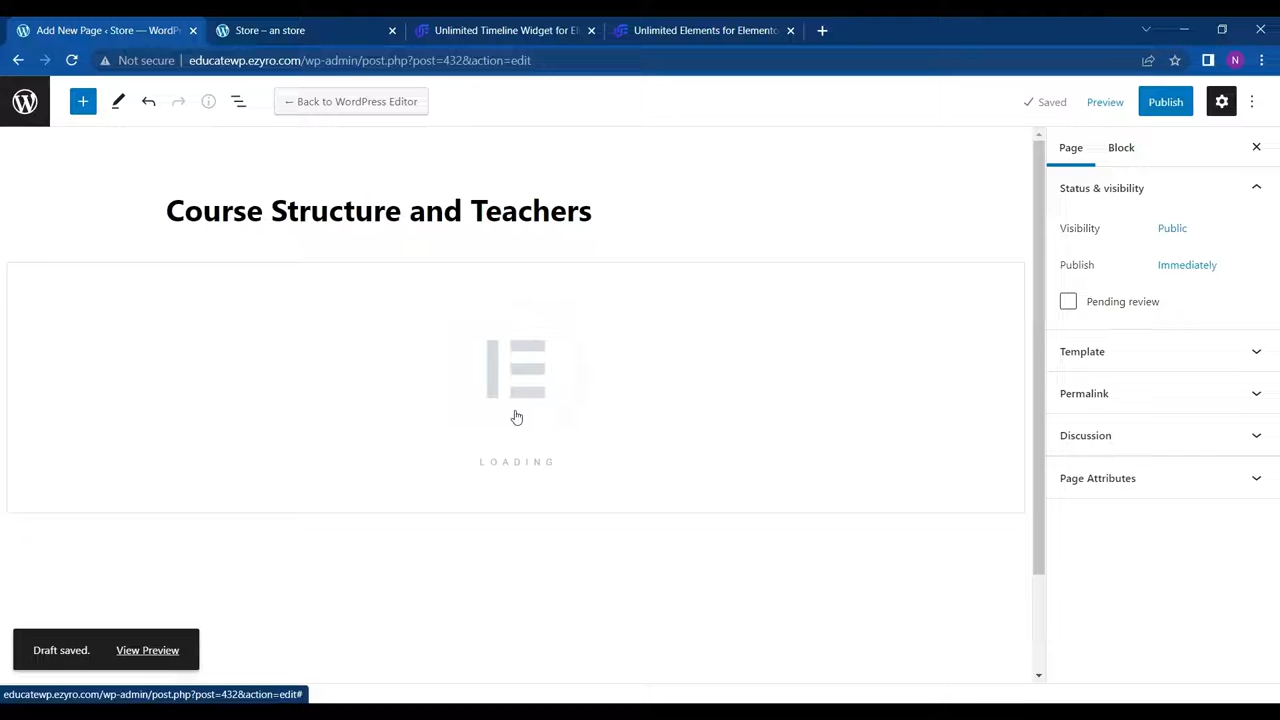 Add New Page ‹ Store — WordPr
Store – an store
Unlimited Timeline Widget for El
Unlimited Elements for Elemento
Not secure
educatewp.ezyro.com/wp-admin/post.php?post=432&action=edit
N
← Back to WordPress Editor
Saved
Preview
Publish
Course Structure and Teachers
LOADING
Page
Block
Status & visibility
Visibility
Public
Publish
Immediately
Pending review
Template
Permalink
Discussion
Page Attributes
Draft saved.
View Preview
educatewp.ezyro.com/wp-admin/post.php?post=432&action=edit#